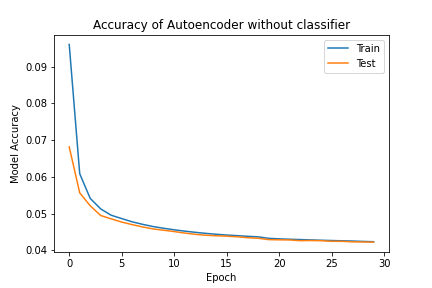 Accuracy of Autoencoder without classifier
Train
Test
Model Accuracy
0.09
0.08
0.07
0.06
0.05
0.04
0 5 10 15 20 25 30
Epoch